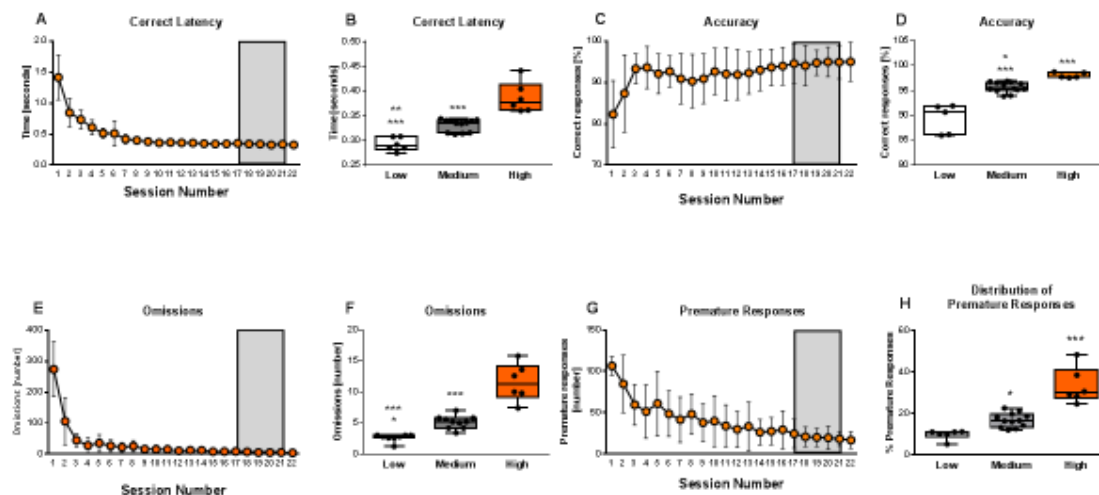 A
Correct Latency
Time [seconds]
2.0
1.5
1.0
0.5
0.0
1 2 3 4 5 6 7 8 9 10 11 12 13 14 15 16 17 18 19 20 21 22
Session Number
B
Correct Latency
Time [seconds]
0.50
0.45
0.40
0.35
0.30
0.25
**
***
***
Low Medium High
C
Accuracy
Correct responses [%]
100
90
80
70
1 2 3 4 5 6 7 8 9 10 11 12 13 14 15 16 17 18 19 20 21 22
Session Number
D
Accuracy
Correct responses [%]
105
100
95
90
85
80
*
***
***
Low Medium High
E
Omissions
Omissions [number]
400
300
200
100
0
1 2 3 4 5 6 7 8 9 10 11 12 13 14 15 16 17 18 19 20 21 22
Session Number
F
Omissions
Omissions [number]
20
15
10
5
0
***
*
***
Low Medium High
G
Premature Responses
Premature responses
[number]
150
100
50
0
1 2 3 4 5 6 7 8 9 10 11 12 13 14 15 16 17 18 19 20 21 22
Session Number
H
Distribution of
Premature Responses
% Premature Responses
60
40
20
0
*
***
Low Medium High